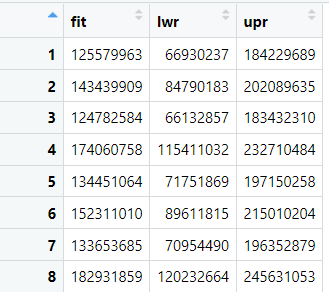 fit lwr upr
1 125579963 66930237 184229689
2 143439909 84790183 202089635
3 124782584 66132857 183432310
4 174060758 115411032 232710484
5 134451064 71751869 197150258
6 152311010 89611815 215010204
7 133653685 70954490 196352879
8 182931859 120232664 245631053